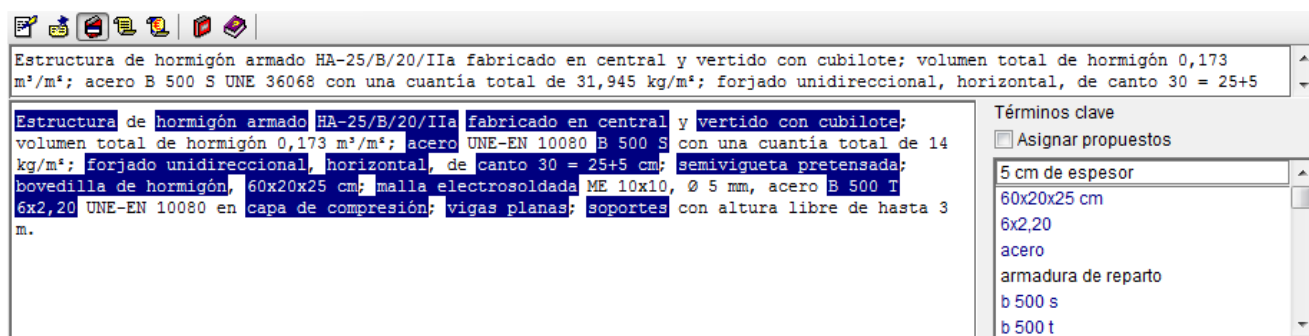 Estructura de hormigón armado HA-25/B/20/IIa fabricado en central y vertido con cubilote; volumen total de hormigón 0,173
m³/m²; acero B 500 S UNE 36068 con una cuantía total de 31,945 kg/m²; forjado unidireccional, horizontal, de canto 30 = 25+5
Estructura de hormigón armado HA-25/B/20/IIa fabricado en central y vertido con cubilote;
volumen total de hormigón 0,173 m³/m²; acero UNE-EN 10080 B 500 S con una cuantía total de 14
kg/m²; forjado unidireccional, horizontal, de canto 30 = 25+5 cm; semivigueta pretensada;
bovedilla de hormigón, 60x20x25 cm; malla electrosoldada ME 10x10, Ø 5 mm, acero B 500 T
6x2,20 UNE-EN 10080 en capa de compresión; vigas planas; soportes con altura libre de hasta 3
m.
Términos clave
Asignar propuestos
5 cm de espesor
60x20x25 cm
6x2,20
acero
armadura de reparto
b 500 s
b 500 t